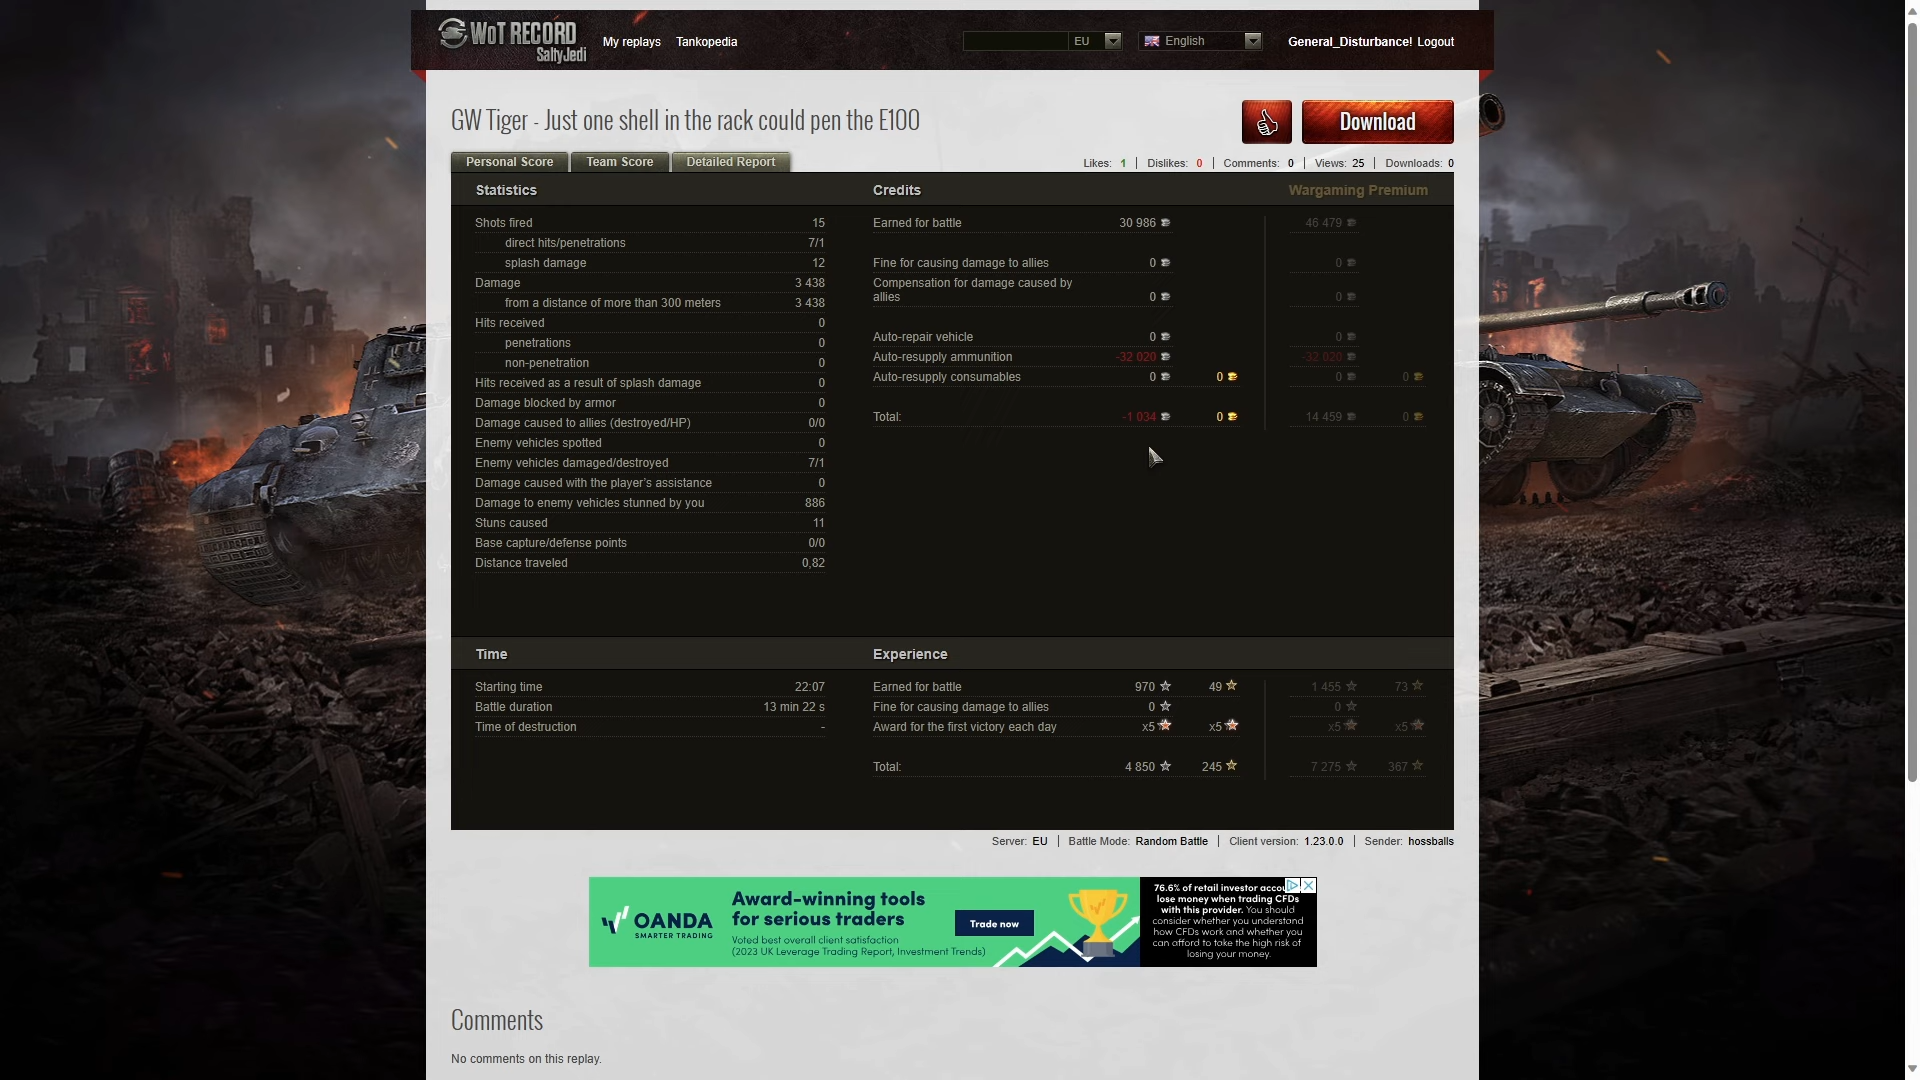 WoT RECORD
SaltyJedi
My replays
Tankopedia
EU
English
General_Disturbance! Logout
GW Tiger - Just one shell in the rack could pen the E100
Download
Personal Score
Team Score
Detailed Report
Likes: 1 | Dislikes: 0 | Comments: 0 | Views: 25 | Downloads: 0
Statistics
Shots fired 15
direct hits/penetrations 7/1
splash damage 12
Damage 3 438
from a distance of more than 300 meters 3 438
Hits received 0
penetrations 0
non-penetration 0
Hits received as a result of splash damage 0
Damage blocked by armor 0
Damage caused to allies (destroyed/HP) 0/0
Enemy vehicles spotted 0
Enemy vehicles damaged/destroyed 7/1
Damage caused with the player's assistance 0
Damage to enemy vehicles stunned by you 886
Stuns caused 11
Base capture/defense points 0/0
Distance traveled 0,82
Credits Wargaming Premium
Earned for battle 30 986 46 479
Fine for causing damage to allies 0 0
Compensation for damage caused by
allies 0 0
Auto-repair vehicle 0 0
Auto-resupply ammunition -32 020 -32 020
Auto-resupply consumables 0 0 0 0
Total: -1 034 0 14 459 0
Time
Starting time 22:07
Battle duration 13 min 22 s
Time of destruction -
Experience
Earned for battle 970 49 1 455 73
Fine for causing damage to allies 0 0
Award for the first victory each day x5 x5 x5 x5
Total: 4 850 245 7 275 367
Server: EU | Battle Mode: Random Battle | Client version: 1.23.0.0 | Sender: hossballs
OANDA
SMARTER TRADING
Award-winning tools
for serious traders
Voted best overall client satisfaction
(2023 UK Leverage Trading Report, Investment Trends)
Trade now
76.6% of retail investor
lose money when trading CFDs
with this provider. You should
consider whether you understand
how CFDs work and whether you
can afford to take the high risk of
losing your money.
Comments
No comments on this replay.